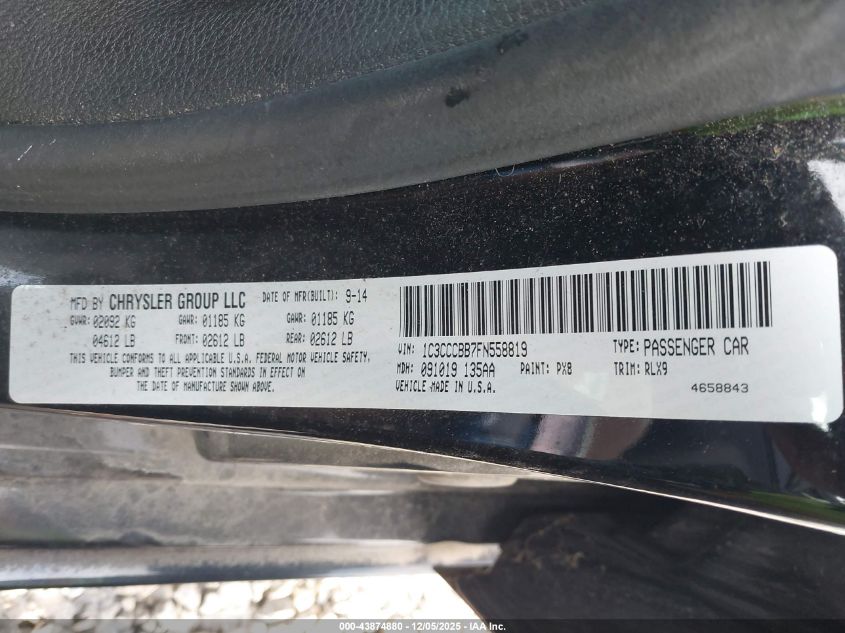 MFD BY CHRYSLER GROUP LLC DATE OF MFR(BUILT): 9-14
GVWR: 02092 KG GAWR: 01185 KG GAWR: 01185 KG
04612 LB FRONT: 02612 LB REAR: 02612 LB
THIS VEHICLE CONFORMS TO ALL APPLICABLE U.S.A. FEDERAL MOTOR VEHICLE SAFETY,
BUMPER AND THEFT PREVENTION STANDARDS IN EFFECT ON
THE DATE OF MANUFACTURE SHOWN ABOVE.
VIN: 1C3CCCBB7FN558819 TYPE: PASSENGER CAR
MDH: 091019 135AA PAINT: PX8 TRIM: RLX9
VEHICLE MADE IN U.S.A. 4658843
000-43874880 - 12/05/2025 - IAA, Inc.